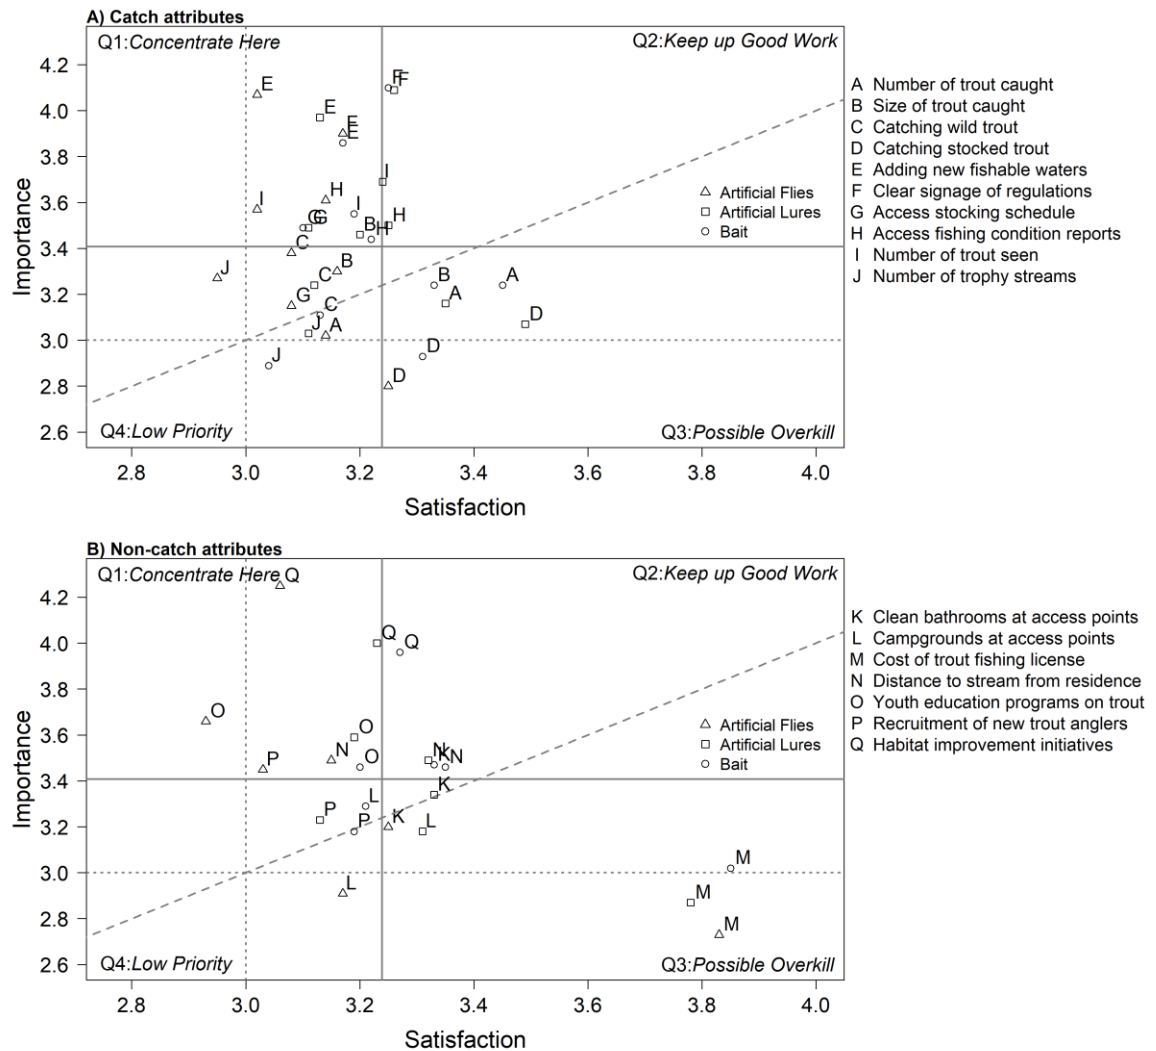 A) Catch attributes
Q1:Concentrate Here
Q2:Keep up Good Work
Q4:Low Priority
Q3:Possible Overkill
Importance
4.2
4.0
3.8
3.6
3.4
3.2
3.0
2.8
2.6
E
E
E
E
F
F
I
I
I
H
H
H
G
G
G
B
B
B
C
C
C
J
J
J
A
A
A
D
D
D
Artificial Flies
Artificial Lures
Bait
2.8 3.0 3.2 3.4 3.6 3.8 4.0
Satisfaction
A Number of trout caught
B Size of trout caught
C Catching wild trout
D Catching stocked trout
E Adding new fishable waters
F Clear signage of regulations
G Access stocking schedule
H Access fishing condition reports
I Number of trout seen
J Number of trophy streams
B) Non-catch attributes
Q1:Concentrate Here
Q2:Keep up Good Work
Q4:Low Priority
Q3:Possible Overkill
Importance
4.2
4.0
3.8
3.6
3.4
3.2
3.0
2.8
2.6
Q
Q
Q
O
O
O
P
P
P
N
N
N
K
K
K
L
L
L
M
M
M
Artificial Flies
Artificial Lures
Bait
2.8 3.0 3.2 3.4 3.6 3.8 4.0
Satisfaction
K Clean bathrooms at access points
L Campgrounds at access points
M Cost of trout fishing license
N Distance to stream from residence
O Youth education programs on trout
P Recruitment of new trout anglers
Q Habitat improvement initiatives